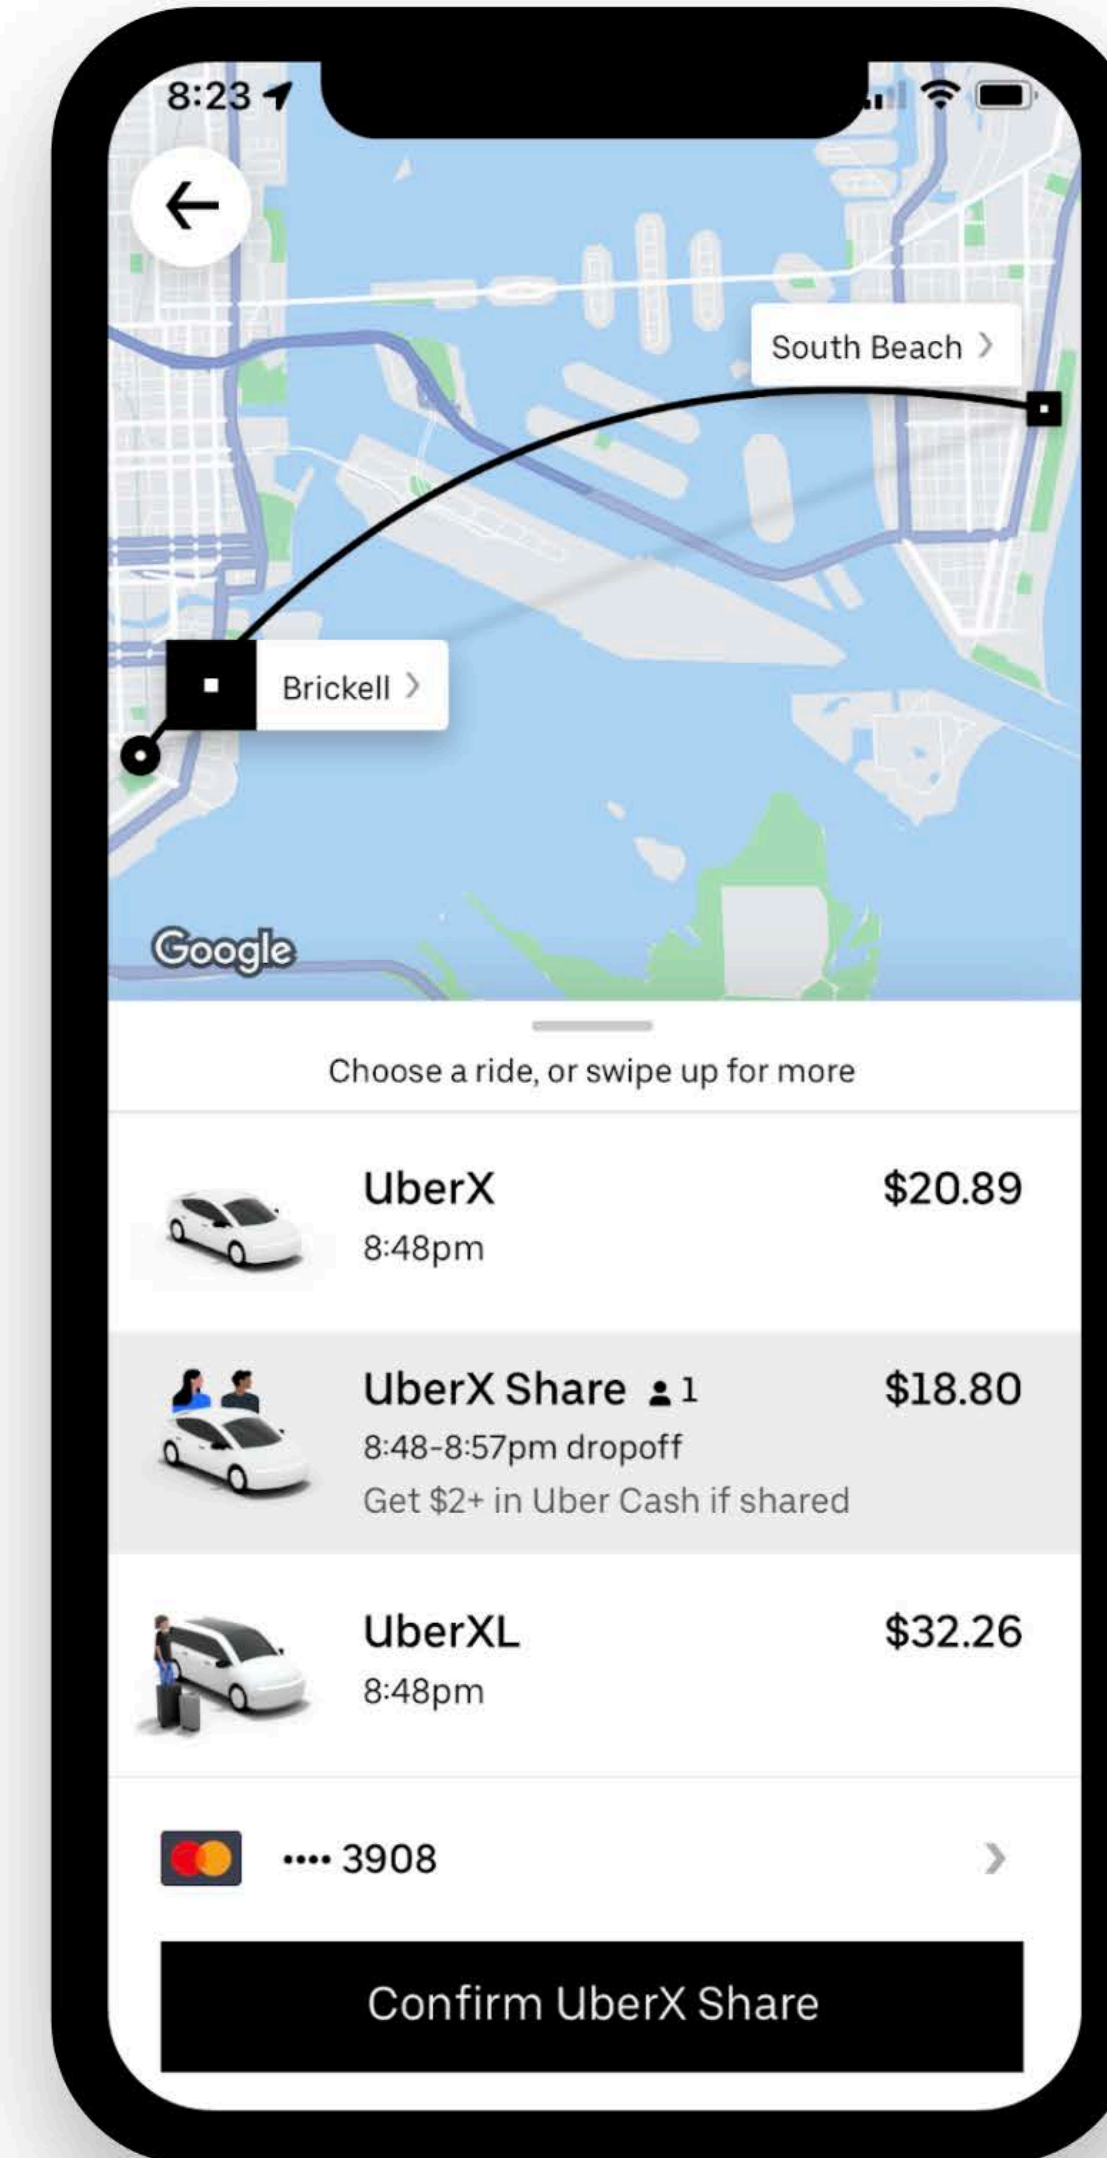 8:23
South Beach
Brickell
Google
Choose a ride, or swipe up for more
UberX
$20.89
8:48pm
UberX Share 1
$18.80
8:48-8:57pm dropoff
Get $2+ in Uber Cash if shared
UberXL
$32.26
8:48pm
•••• 3908
Confirm UberX Share